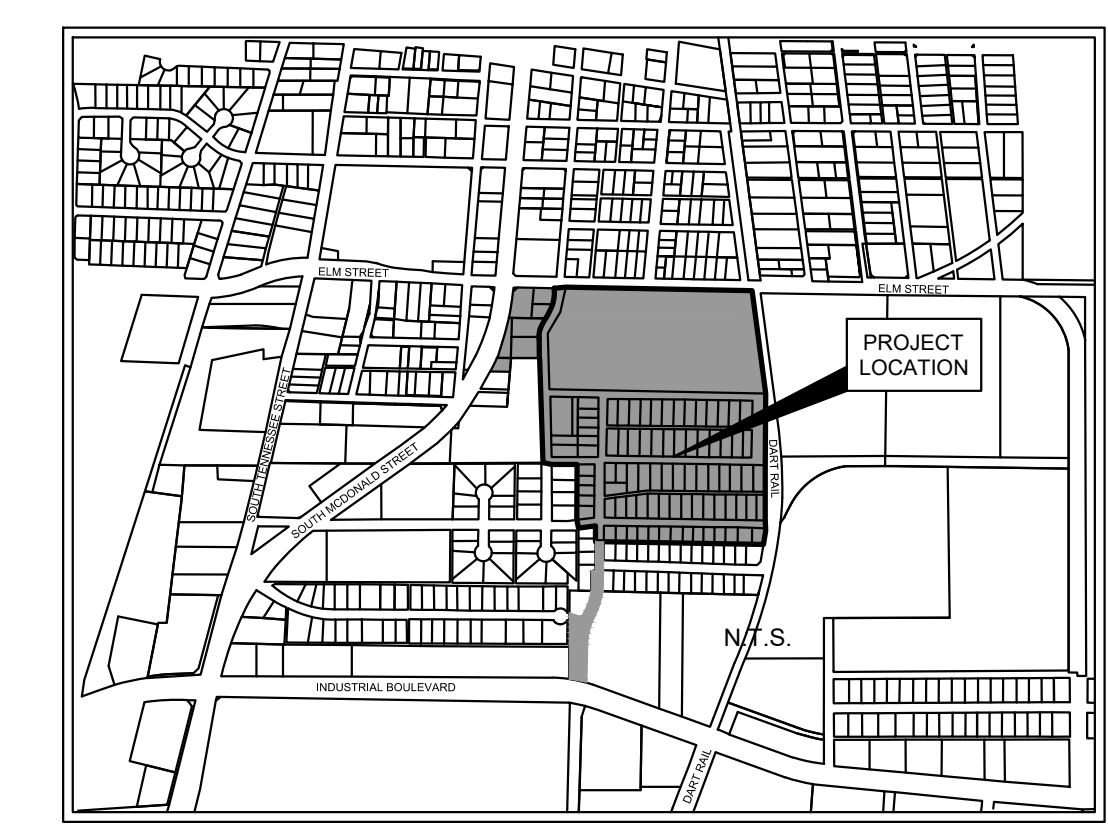 ELM STREET
ELM STREET
PROJECT
LOCATION
SOUTH TENNESSEE STREET
SOUTH MCDONALD STREET
DART RAIL
N.T.S.
INDUSTRIAL BOULEVARD
DART RAIL